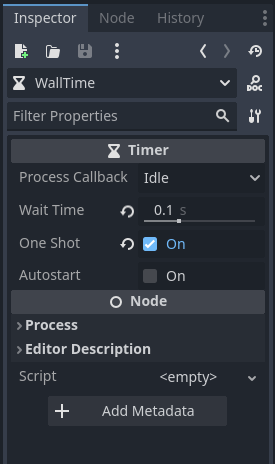 Inspector Node History
WallTime
DOC
Filter Properties
Timer
Process Callback Idle
Wait Time 0.1 s
One Shot On
Autostart On
Node
Process
Editor Description
Script <empty>
Add Metadata